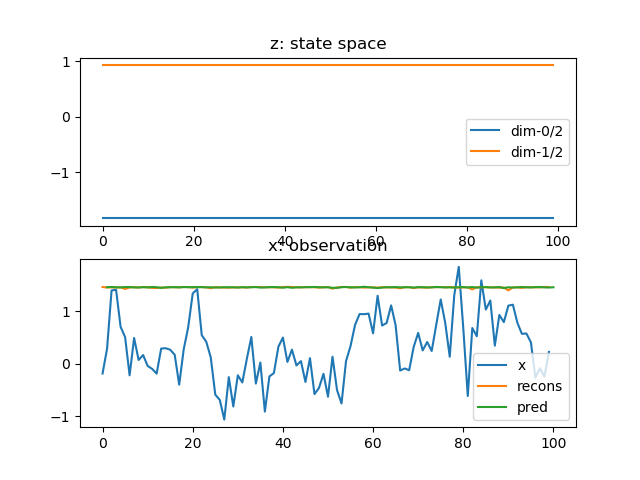 z: state space
1
0
−1
dim-0/2
dim-1/2
0 20 40 60 80 100
x: observation
1
0
−1
x
recons
pred
0 20 40 60 80 100